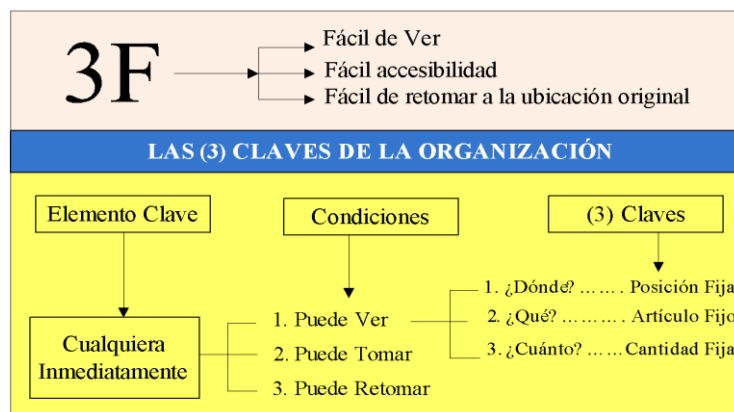 3F
Fácil de Ver
Fácil accesibilidad
Fácil de retomar a la ubicación original
LAS (3) CLAVES DE LA ORGANIZACIÓN
Elemento Clave
Condiciones
(3) Claves
Cualquiera
Inmediatamente
1. Puede Ver
2. Puede Tomar
3. Puede Retomar
1. ¿Dónde? ... ... . Posición Fija
2. ¿Qué? ... ... ... . Artículo Fijo
3. ¿Cuánto? ... ... Cantidad Fija